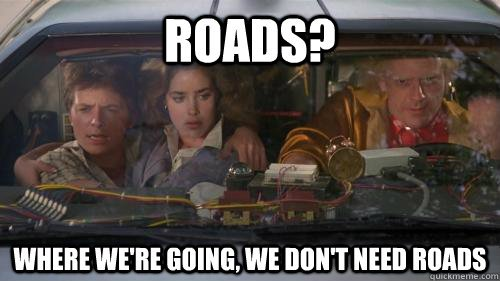 ROADS?
WHERE WE'RE GOING, WE DON'T NEED ROADS
quickmeme.com